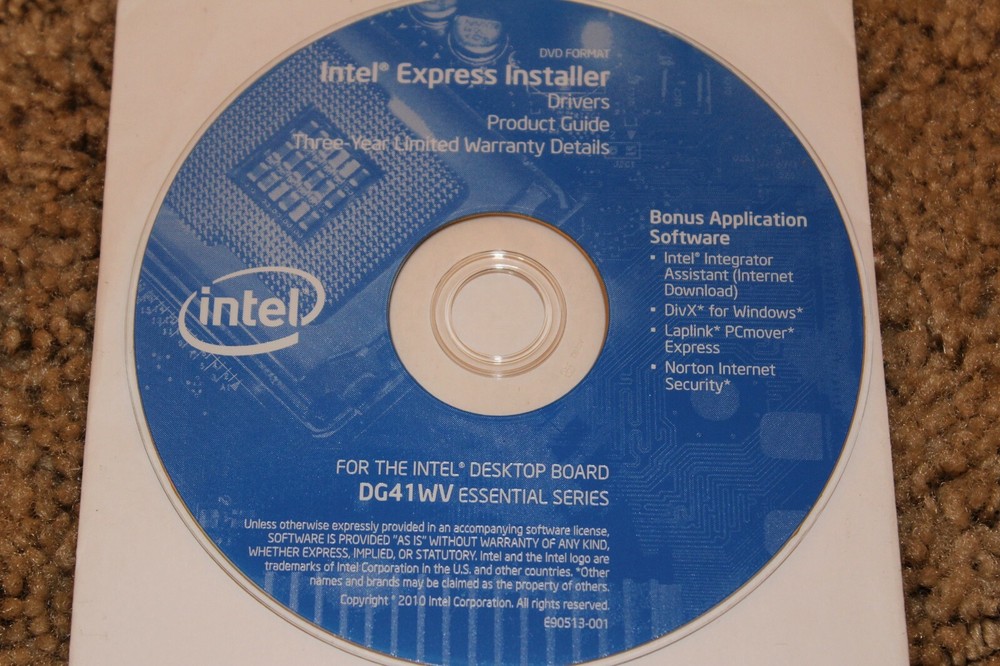 DVD FORMAT
Intel® Express Installer
Drivers
Product Guide
Three-Year Limited Warranty Details
Bonus Application
Software
▪ Intel® Integrator
Assistant (Internet
Download)
▪ DivX* for Windows*
▪ Laplink* PCmover*
Express
▪ Norton Internet
Security*
intel
FOR THE INTEL® DESKTOP BOARD
DG41WV ESSENTIAL SERIES
Unless otherwise expressly provided in an accompanying software license,
SOFTWARE IS PROVIDED "AS IS" WITHOUT WARRANTY OF ANY KIND,
WHETHER EXPRESS, IMPLIED, OR STATUTORY. Intel and the Intel logo are
trademarks of Intel Corporation in the U.S. and other countries. *Other
names and brands may be claimed as the property of others.
Copyright © 2010 Intel Corporation. All rights reserved.
E90513-001